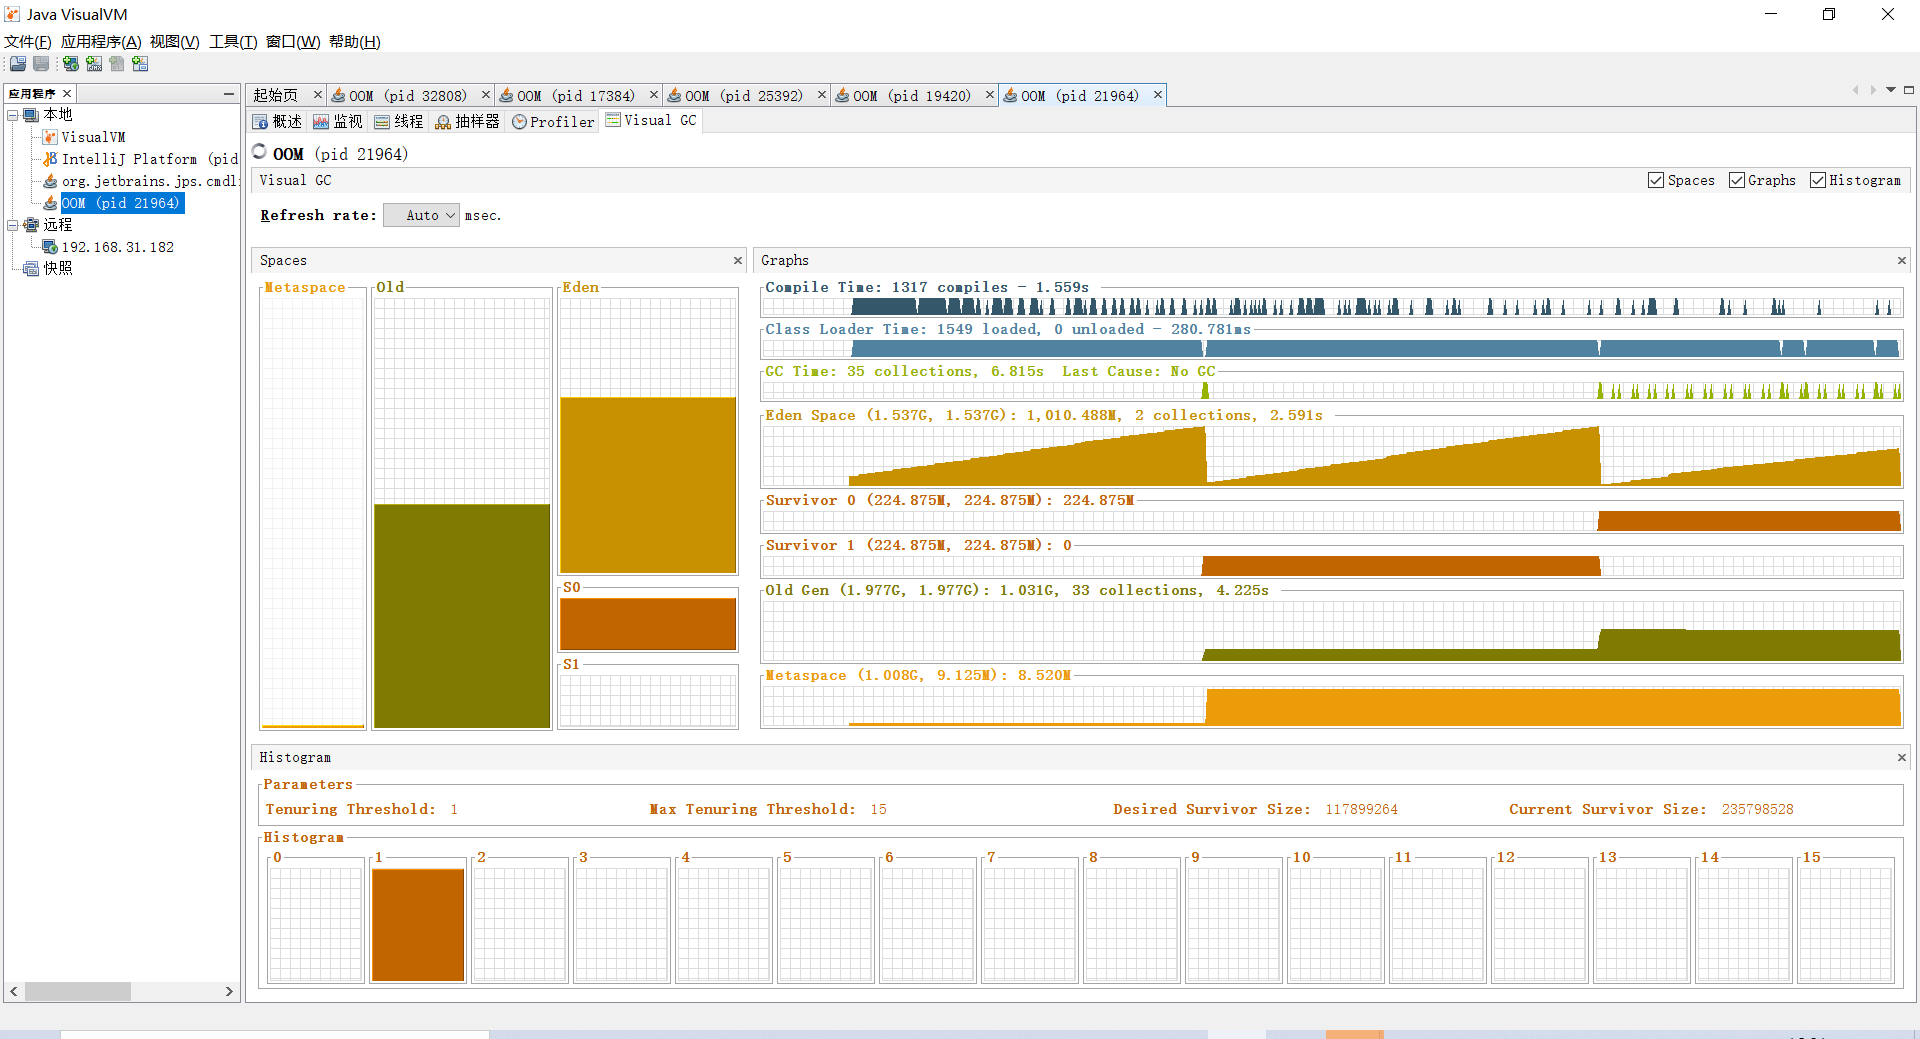 Java VisualVM
文件(F) 应用程序(A) 视图(V) 工具(T) 窗口(W) 帮助(H)
应用程序
本地
VisualVM
IntelliJ Platform (pid
org.jetbrains.jps.cmdl
OOM (pid 21964)
远程
192.168.31.182
快照
起始页 OOM (pid 32808) OOM (pid 17384) OOM (pid 25392) OOM (pid 19420) OOM (pid 21964)
概述 监视 线程 抽样器 Profiler Visual GC
OOM (pid 21964)
Visual GC Spaces Graphs Histogram
Refresh rate: Auto msec.
Spaces
Metaspace Old Eden
S0
S1
Graphs
Compile Time: 1317 compiles - 1.559s
Class Loader Time: 1549 loaded, 0 unloaded - 280.781ms
GC Time: 35 collections, 6.815s Last Cause: No GC
Eden Space (1.537G, 1.537G): 1,010.488M, 2 collections, 2.591s
Survivor 0 (224.875M, 224.875M): 224.875M
Survivor 1 (224.875M, 224.875M): 0
Old Gen (1.977G, 1.977G): 1.031G, 33 collections, 4.225s
Metaspace (1.008G, 9.125M): 8.520M
Histogram
Parameters
Tenuring Threshold: 1 Max Tenuring Threshold: 15 Desired Survivor Size: 117899264 Current Survivor Size: 235798528
Histogram
0 1 2 3 4 5 6 7 8 9 10 11 12 13 14 15